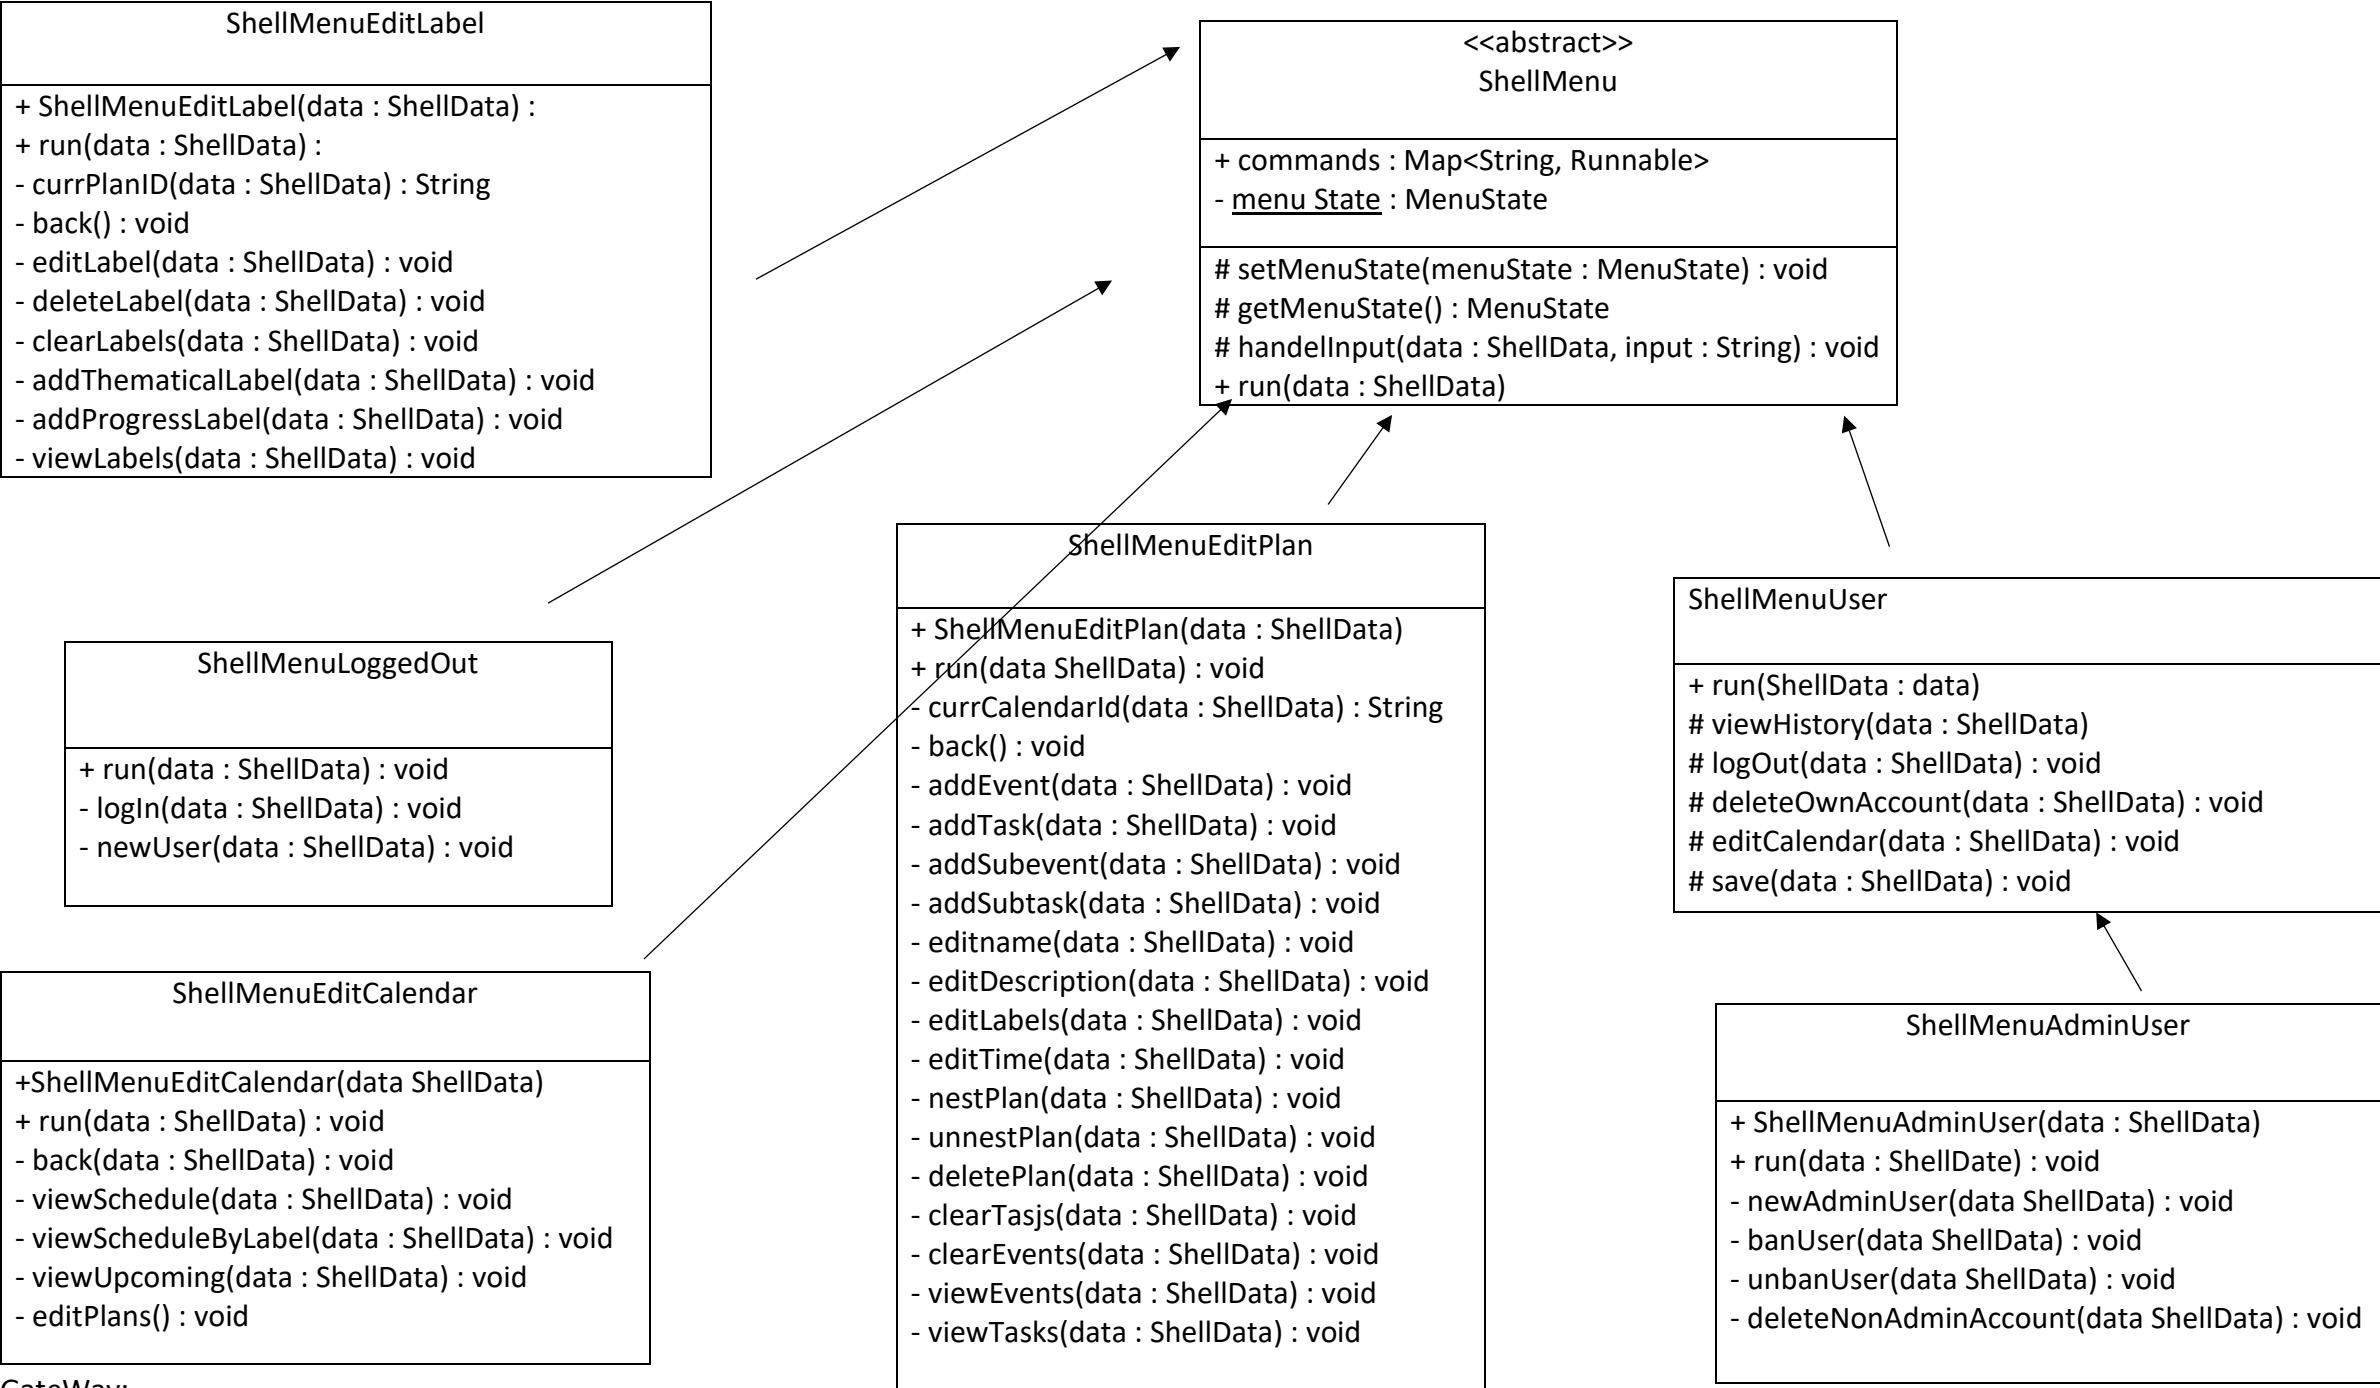 ShellMenuEditLabel
+ ShellMenuEditLabel(data : ShellData) :
+ run(data : ShellData) :
- currPlanID(data : ShellData) : String
- back() : void
- editLabel(data : ShellData) : void
- deleteLabel(data : ShellData) : void
- clearLabels(data : ShellData) : void
- addThematicalLabel(data : ShellData) : void
- addProgressLabel(data : ShellData) : void
- viewLabels(data : ShellData) : void
<<abstract>>
ShellMenu
+ commands : Map<String, Runnable>
- menu State : MenuState
# setMenuState(menuState : MenuState) : void
# getMenuState() : MenuState
# handelInput(data : ShellData, input : String) : void
+ run(data : ShellData)
ShellMenuLoggedOut
+ run(data : ShellData) : void
- logIn(data : ShellData) : void
- newUser(data : ShellData) : void
ShellMenuEditPlan
+ ShellMenuEditPlan(data : ShellData)
+ run(data ShellData) : void
- currCalendarId(data : ShellData) : String
- back() : void
- addEvent(data : ShellData) : void
- addTask(data : ShellData) : void
- addSubevent(data : ShellData) : void
- addSubtask(data : ShellData) : void
- editname(data : ShellData) : void
- editDescription(data : ShellData) : void
- editLabels(data : ShellData) : void
- editTime(data : ShellData) : void
- nestPlan(data : ShellData) : void
- unnestPlan(data : ShellData) : void
- deletePlan(data : ShellData) : void
- clearTasjs(data : ShellData) : void
- clearEvents(data : ShellData) : void
- viewEvents(data : ShellData) : void
- viewTasks(data : ShellData) : void
ShellMenuUser
+ run(ShellData : data)
# viewHistory(data : ShellData)
# logOut(data : ShellData) : void
# deleteOwnAccount(data : ShellData) : void
# editCalendar(data : ShellData) : void
# save(data : ShellData) : void
ShellMenuEditCalendar
+ShellMenuEditCalendar(data ShellData)
+ run(data : ShellData) : void
- back(data : ShellData) : void
- viewSchedule(data : ShellData) : void
- viewScheduleByLabel(data : ShellData) : void
- viewUpcoming(data : ShellData) : void
- editPlans() : void
ShellMenuAdminUser
+ ShellMenuAdminUser(data : ShellData)
+ run(data : ShellDate) : void
- newAdminUser(data ShellData) : void
- banUser(data ShellData) : void
- unbanUser(data ShellData) : void
- deleteNonAdminAccount(data ShellData) : void
GateWay: